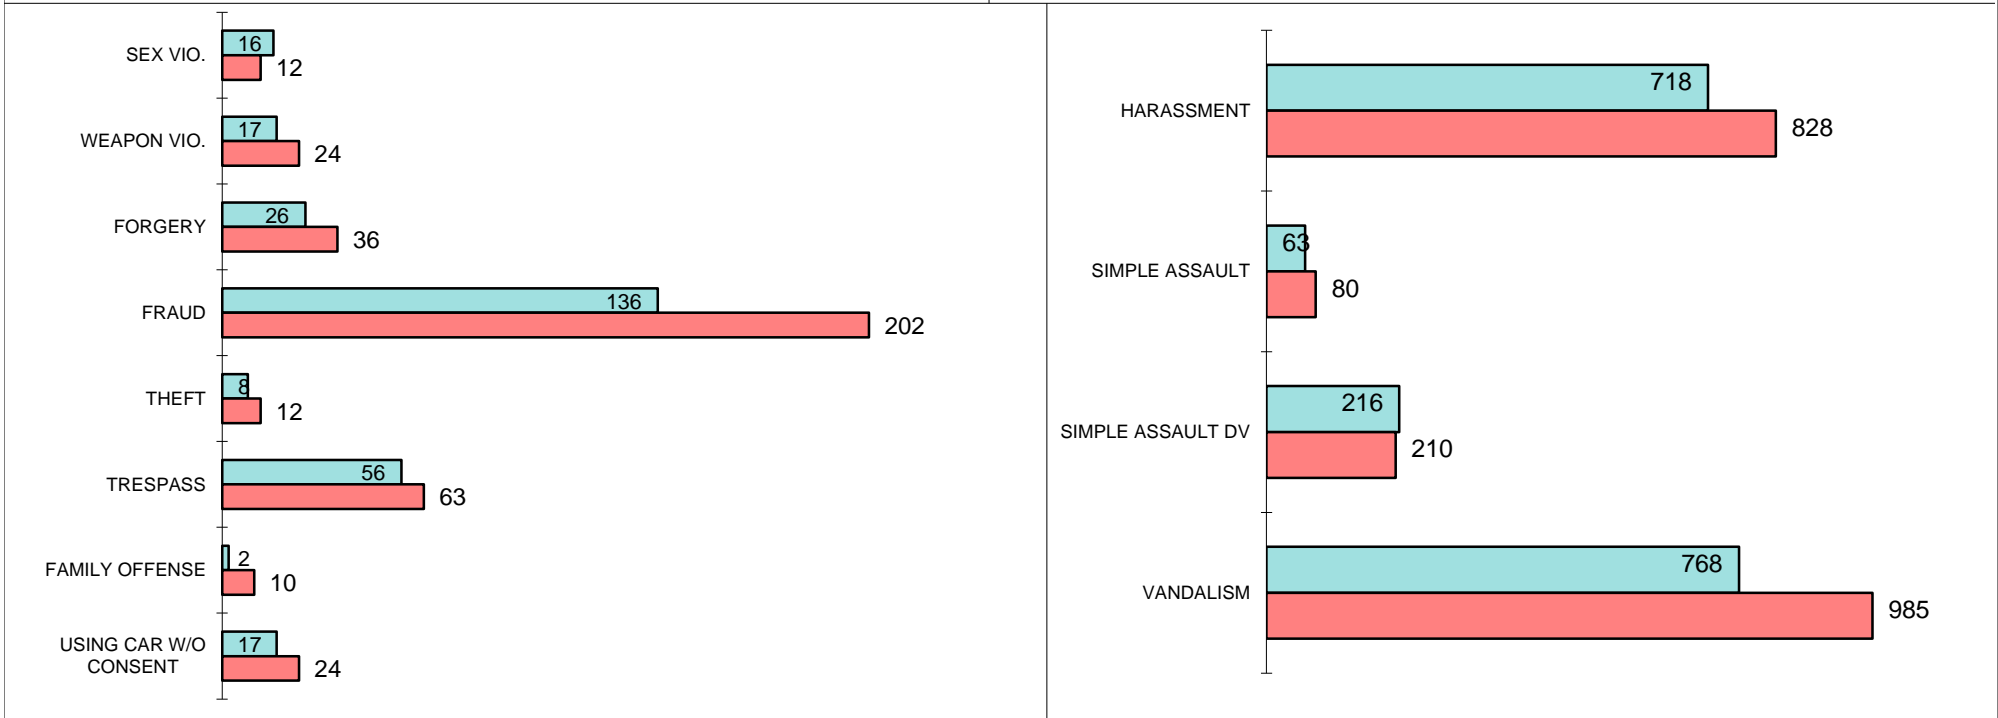 SEX VIO.
16
12
WEAPON VIO.
17
24
FORGERY
26
36
FRAUD
136
202
THEFT
8
12
TRESPASS
56
63
FAMILY OFFENSE
2
10
USING CAR W/O
CONSENT
17
24
HARASSMENT
718
828
SIMPLE ASSAULT
63
80
SIMPLE ASSAULT DV
216
210
VANDALISM
768
985